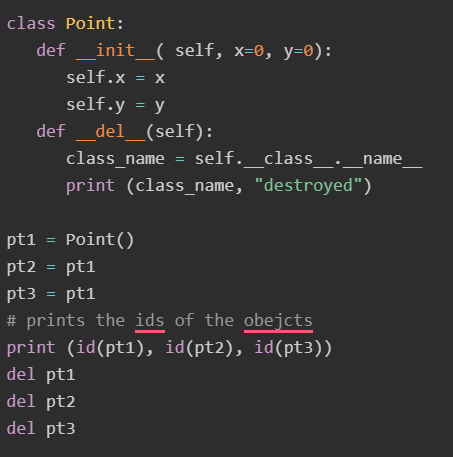 class Point:
   def __init__( self, x=0, y=0):
      self.x = x
      self.y = y
   def __del__(self):
      class_name = self.__class__.__name__
      print (class_name, "destroyed")

pt1 = Point()
pt2 = pt1
pt3 = pt1
# prints the ids of the obejcts
print (id(pt1), id(pt2), id(pt3))
del pt1
del pt2
del pt3